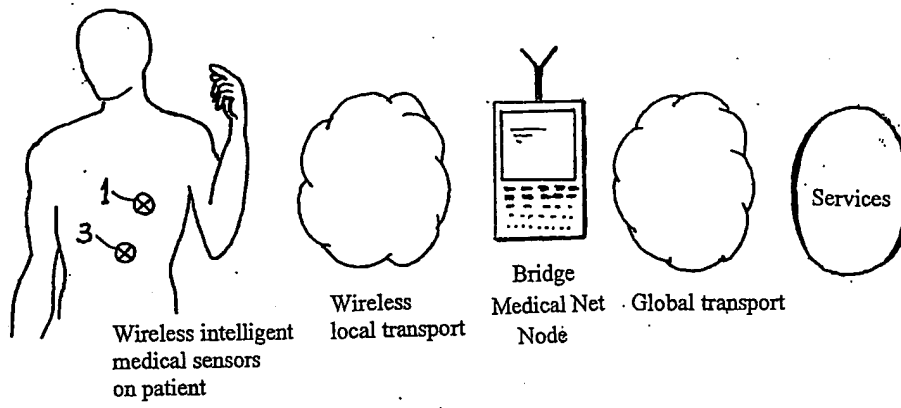 1
3
Services
Wireless intelligent
medical sensors
on patient
Wireless
local transport
Bridge
Medical Net
Node
Global transport